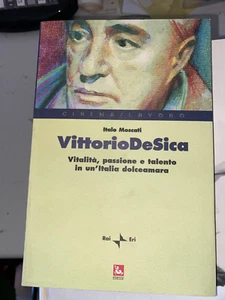 CINEMA/LAVORO
Italo Moscati
VittorioDeSica
Vitalità, passione e talento
in un'Italia dolceamara
Rai Eri